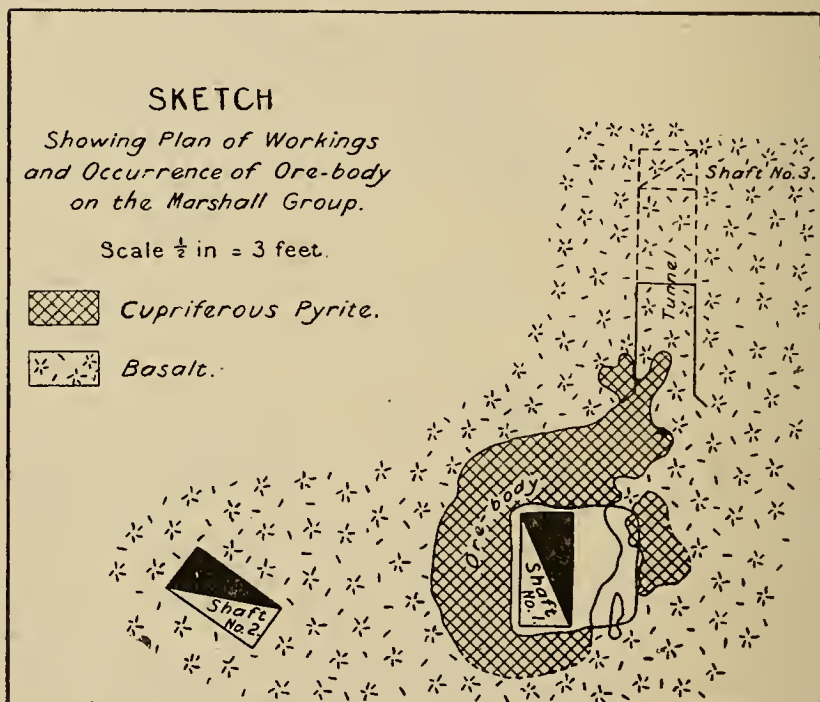 SKETCH
Showing Plan of Workings
and Occurrence of Ore-body
on the Marshall Group.
Scale ½ in = 3 feet.
Cupriferous Pyrite.
Basalt.
Shaft No. 3.
Tunnel
Ore-body
Shaft
No. 1.
Shaft
No. 2.